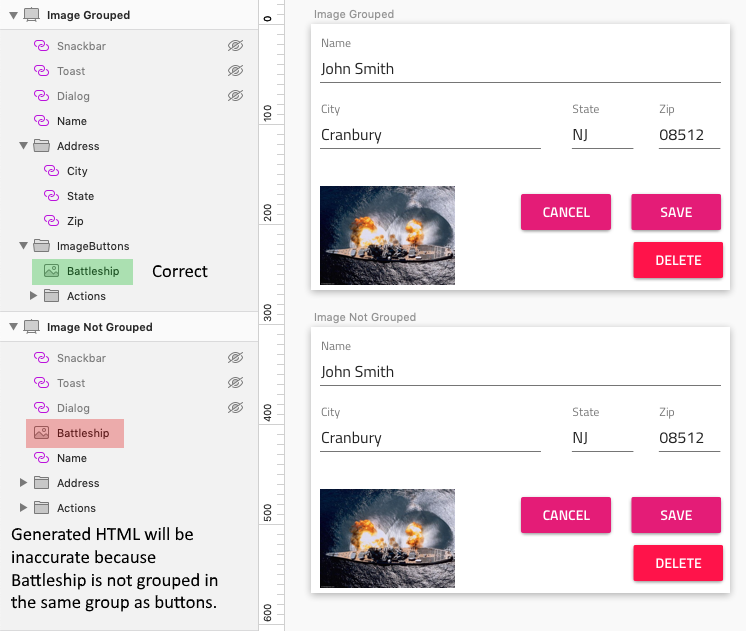 Image Grouped
Snackbar
Toast
Dialog
Name
Address
City
State
Zip
ImageButtons
Battleship
Correct
Actions
Image Not Grouped
Snackbar
Toast
Dialog
Battleship
Name
Address
Actions
Generated HTML will be
inaccurate because
Battleship is not grouped in
the same group as buttons.
0
100
200
300
400
500
600
Image Grouped
Name
John Smith
City State Zip
Cranbury NJ 08512
CANCEL SAVE
DELETE
Image Not Grouped
Name
John Smith
City State Zip
Cranbury NJ 08512
CANCEL SAVE
DELETE